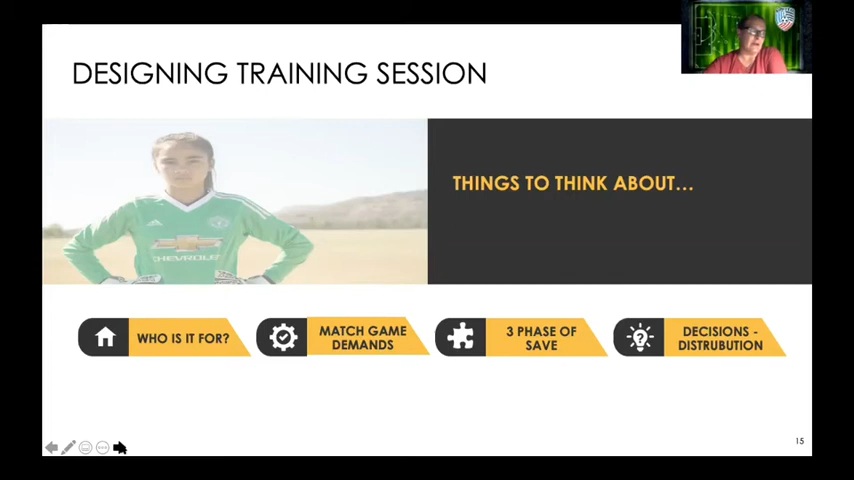 DESIGNING TRAINING SESSION
THINGS TO THINK ABOUT...
CHEVROLET
WHO IS IT FOR?
MATCH GAME
DEMANDS
3 PHASE OF
SAVE
DECISIONS -
DISTRUBUTION
15